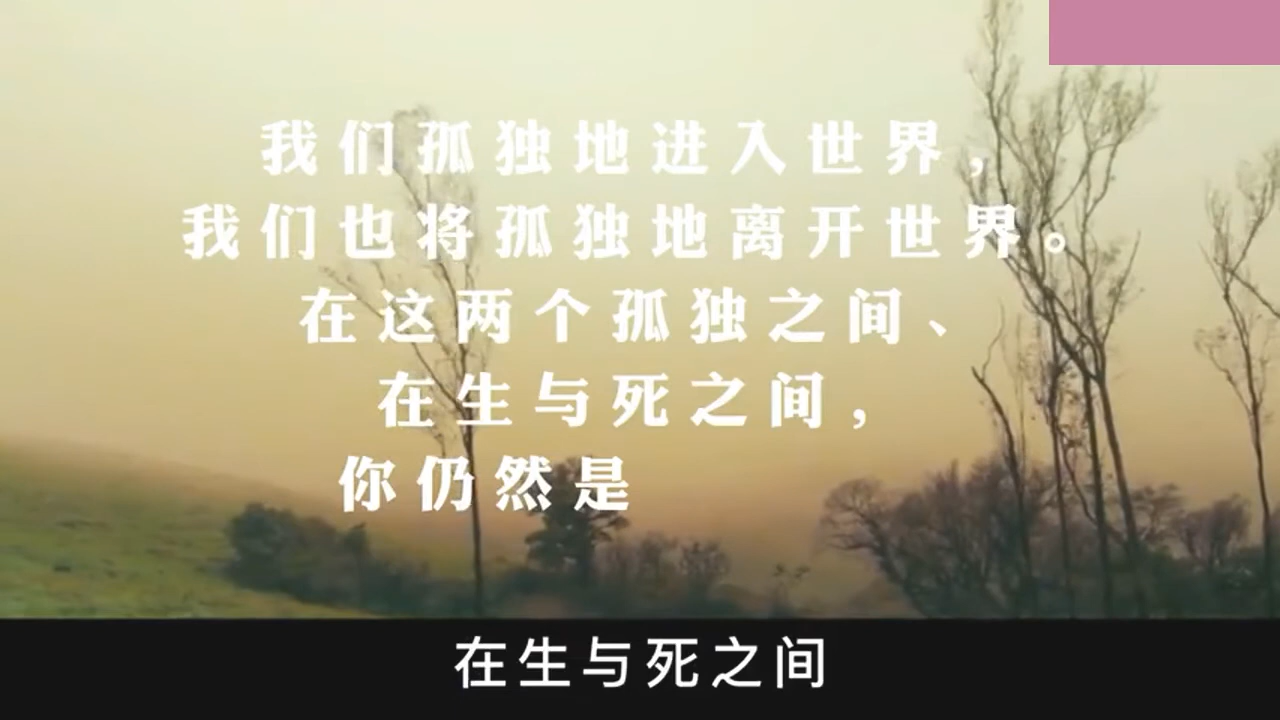 我们孤独地进入世界，
我们也将孤独地离开世界。
在这两个孤独之间、
在生与死之间，
你仍然是
在生与死之间